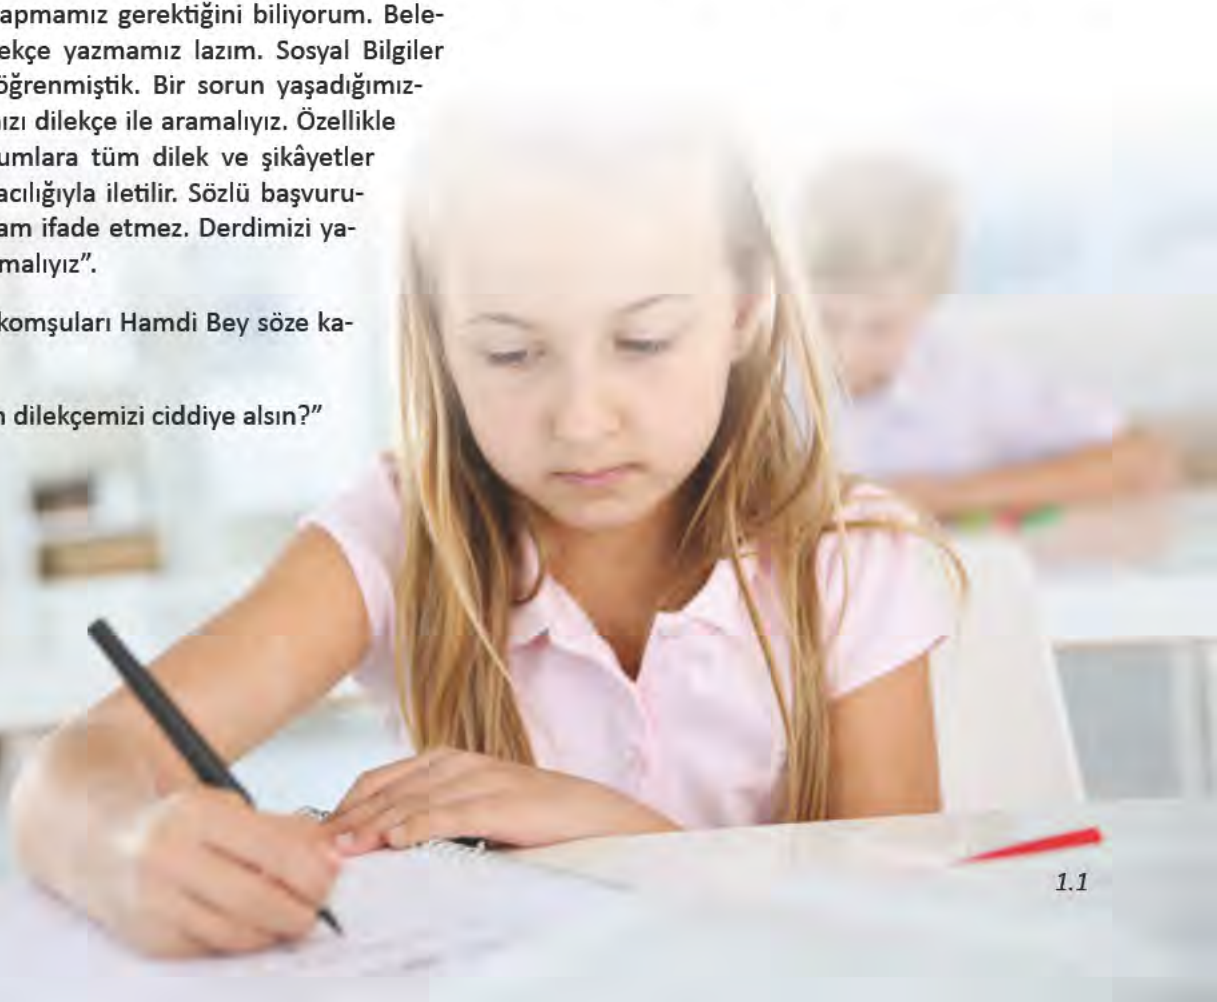 apmamız gerektiğini biliyorum. Bele-
ekçe yazmamız lazım. Sosyal Bilgiler
öğrenmiştik. Bir sorun yaşadığımız-
ızı dilekçe ile aramalıyız. Özellikle
umlara tüm dilek ve şikâyetler
acılığıyla iletilir. Sözlü başvuru-
am ifade etmez. Derdimizi ya-
malıyız”.
komşuları Hamdi Bey söze ka-
n dilekçemizi ciddiye alsın?”
1.1